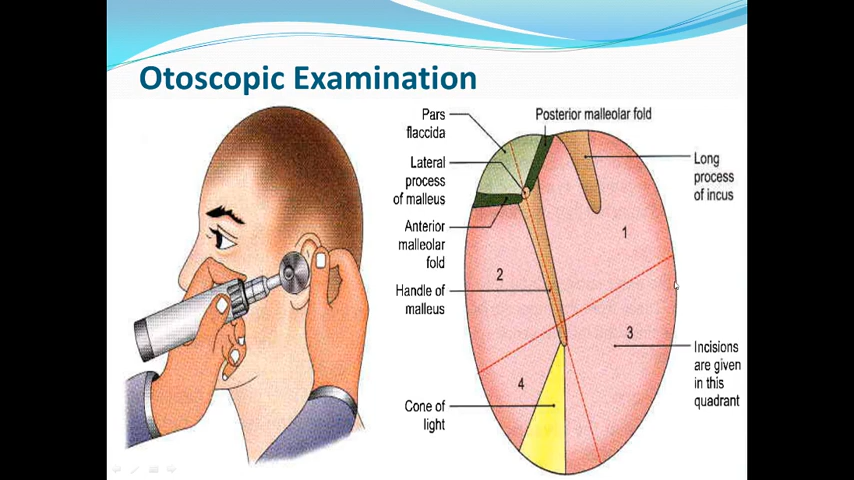 Otoscopic Examination
Pars
flaccida
Posterior malleolar fold
Lateral
process
of malleus
Long
process
of incus
Anterior
malleolar
fold
1
2
Handle of
malleus
3
Incisions
are given
in this
quadrant
4
Cone of
light